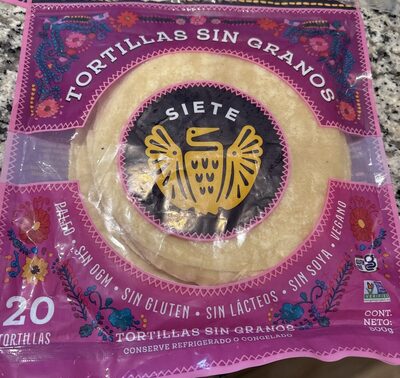 TORTILLAS SIN GRANOS
SIETE
PALEO • SIN OGM • SIN GLUTEN • SIN LÁCTEOS • SIN SOYA • VEGANO
20
TORTILLAS
TORTILLAS SIN GRANOS
CONSERVE REFRIGERADO O CONGELADO
CONT.
NETO:
500g